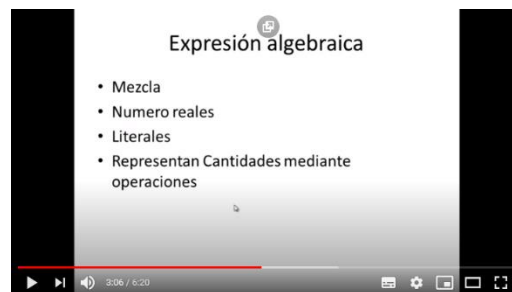 Expresión algebraica
• Mezcla
• Numero reales
• Literales
• Representan Cantidades mediante
operaciones
3:06 / 6:20